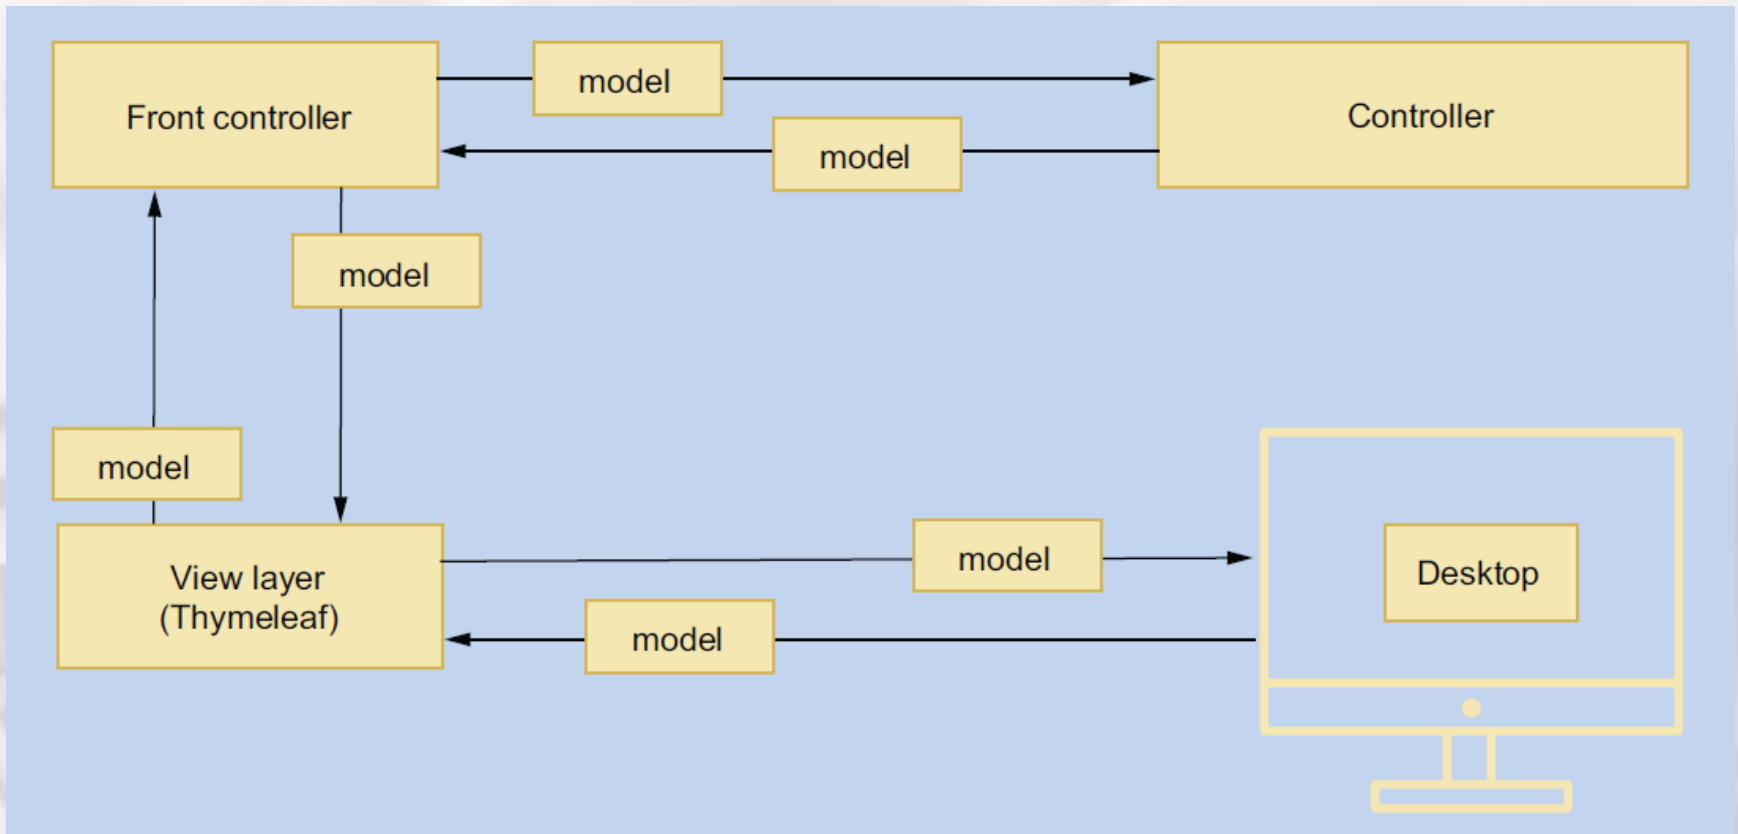 Front controller
model
Controller
model
model
model
View layer
(Thymeleaf)
model
Desktop
model